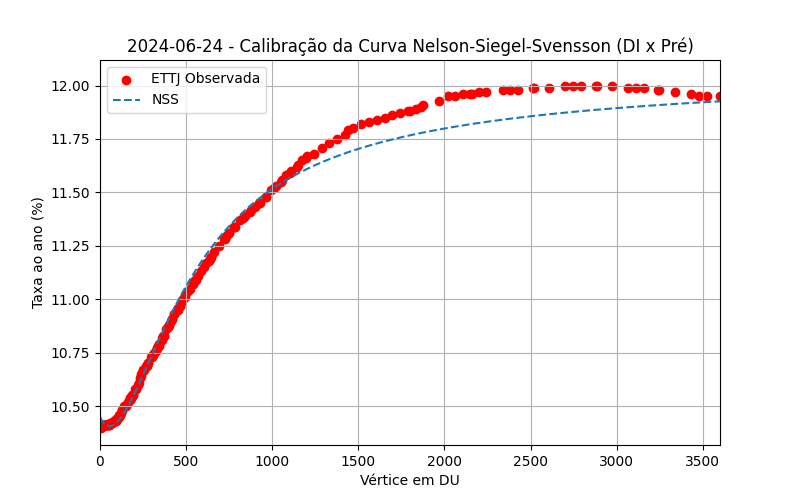 2024-06-24 - Calibração da Curva Nelson-Siegel-Svensson (DI x Pré)
ETTJ Observada
NSS
Taxa ao ano (%)
12.00
11.75
11.50
11.25
11.00
10.75
10.50
0 500 1000 1500 2000 2500 3000 3500
Vértice em DU